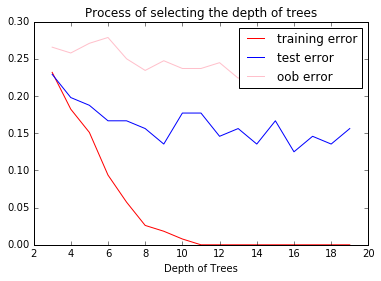 Process of selecting the depth of trees
0.30
0.25
0.20
0.15
0.10
0.05
0.00
training error
test error
oob error
2 4 6 8 10 12 14 16 18 20
Depth of Trees